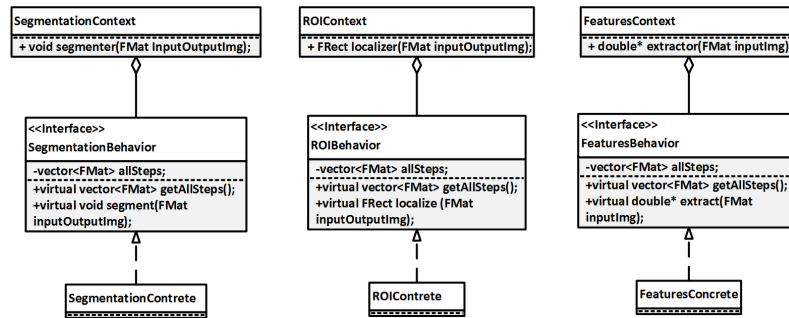 SegmentationContext
+ void segmenter(FMat InputOutputImg);
<<Interface>>
SegmentationBehavior
-vector<FMat> allSteps;
+virtual vector<FMat> getAllSteps();
+virtual void segment(FMat
inputOutputImg);
SegmentationContrete
ROIContext
+ FRect localizer(FMat inputOutputImg);
<<Interface>>
ROIBehavior
-vector<FMat> allSteps;
+virtual vector<FMat> getAllSteps();
+virtual FRect localize (FMat
inputOutputImg);
ROIContrete
FeaturesContext
+ double* extractor(FMat inputImg)
<<Interface>>
FeaturesBehavior
-vector<FMat> allSteps;
+virtual vector<FMat> getAllSteps();
+virtual double* extract(FMat
inputImg);
FeaturesConcrete